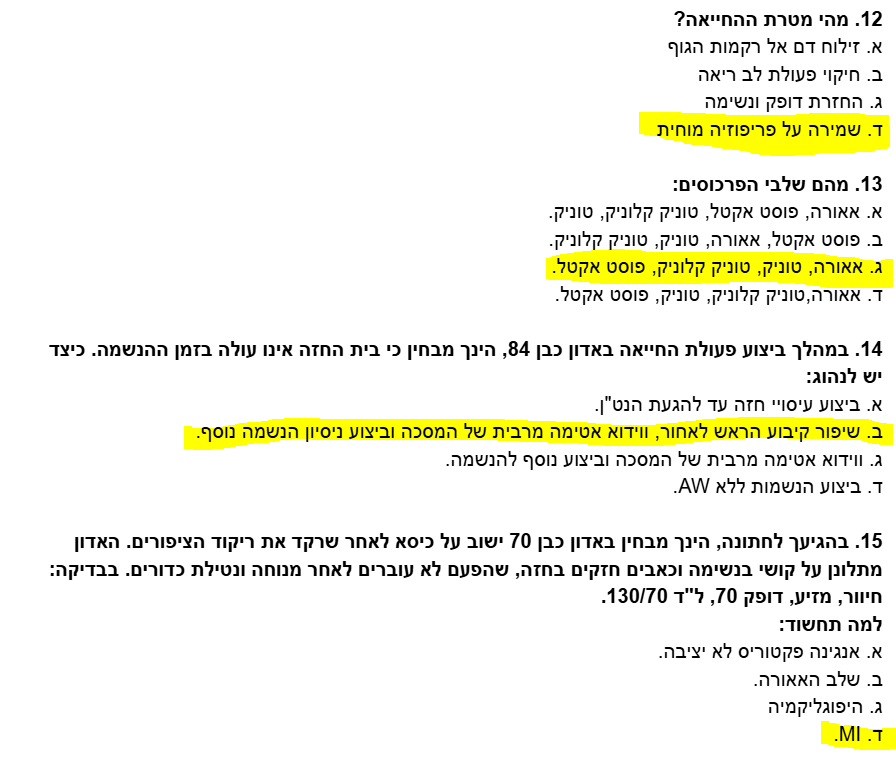 12. מהי מטרת ההחייאה?
א. זילוח דם אל רקמות הגוף
ב. חיקוי פעולת לב ריאה
ג. החזרת דופק ונשימה
ד. שמירה על פריפוזיה מוחית
13. מהם שלבי הפרכוסים:
א. אאורה, פוסט אקטל, טוניק קלוניק, טוניק.
ב. פוסט אקטל, אאורה, טוניק, טוניק קלוניק.
ג. אאורה, טוניק, טוניק קלוניק, פוסט אקטל.
ד. אאורה,טוניק קלוניק, טוניק, פוסט אקטל.
14. במהלך ביצוע פעולת החייאה באדון כבן 84, הינך מבחין כי בית החזה אינו עולה בזמן ההנשמה. כיצד
יש לנהוג:
א. ביצוע עיסויי חזה עד להגעת הנט"ן.
ב. שיפור קיבוע הראש לאחור, ווידוא אטימה מרבית של המסכה וביצוע ניסיון הנשמה נוסף.
ג. ווידוא אטימה מרבית של המסכה וביצוע נוסף להנשמה.
ד. ביצוע הנשמות ללא AW.
15. בהגיעך לחתונה, הינך מבחין באדון כבן 70 ישוב על כיסא לאחר שרקד את ריקוד הציפורים. האדון
מתלונן על קושי בנשימה וכאבים חזקים בחזה, שהפעם לא עוברים לאחר מנוחה ונטילת כדורים. בבדיקה:
חיוור, מזיע, דופק 70, ל"ד 130/70.
למה תחשוד:
א. אנגינה פקטוריס לא יציבה.
ב. שלב האאורה.
ג. היפוגליקמיה
ד. MI.